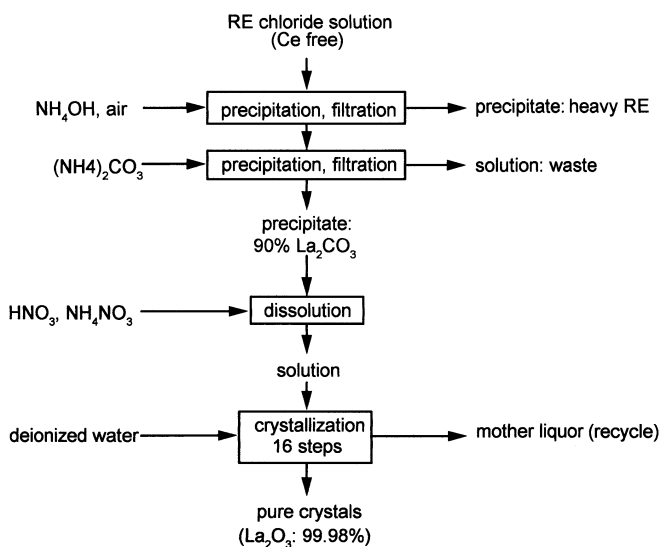 RE chloride solution
(Ce free)
NH₄OH, air
precipitation, filtration
precipitate: heavy RE
(NH4)₂CO₃
precipitation, filtration
solution: waste
precipitate:
90% La₂CO₃
HNO₃, NH₄NO₃
dissolution
solution
deionized water
crystallization
16 steps
mother liquor (recycle)
pure crystals
(La₂O₃: 99.98%)